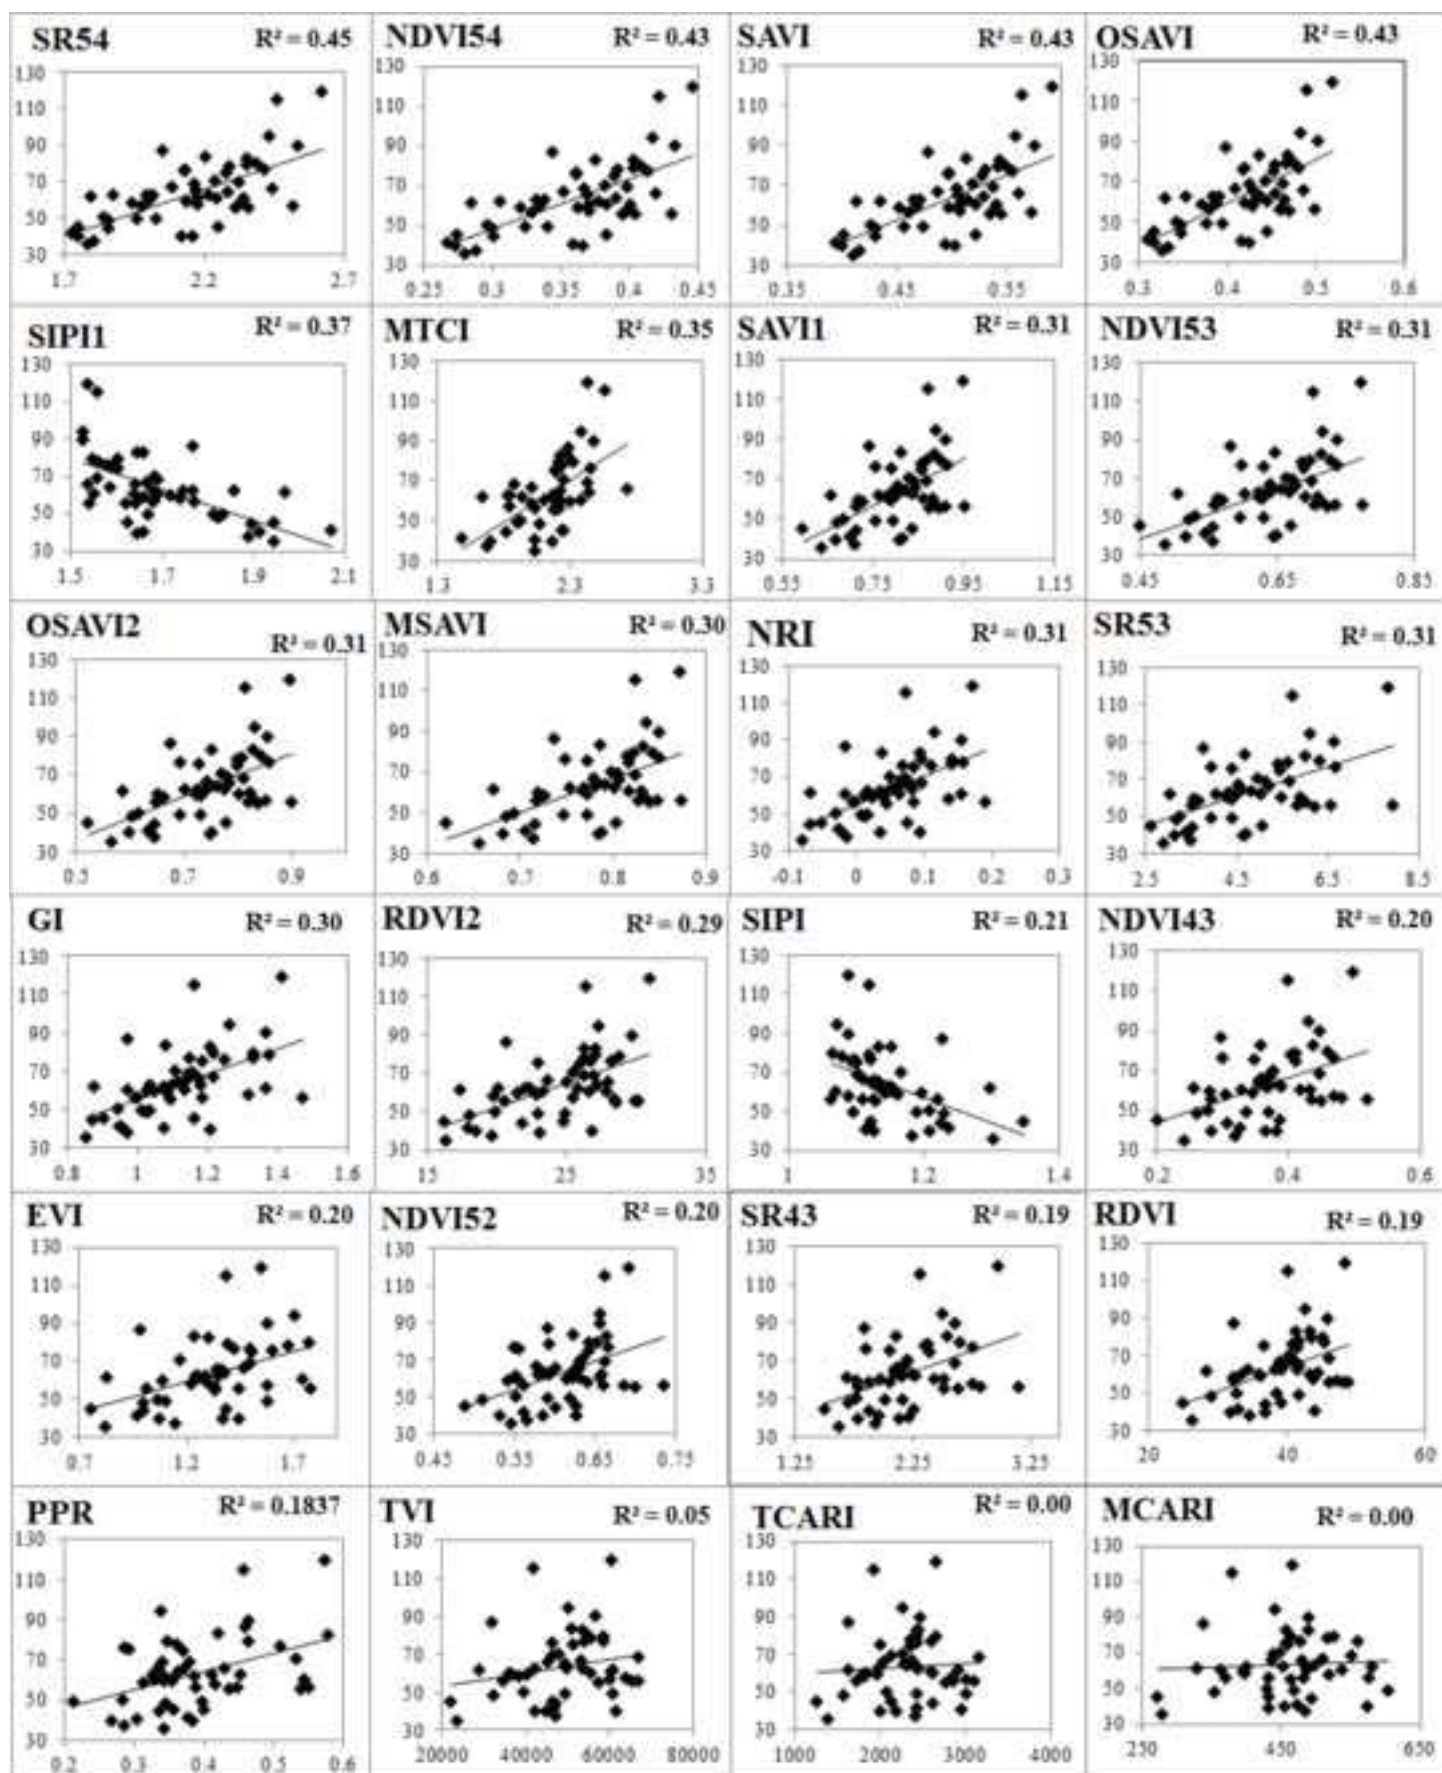 SR54 R² = 0.45 NDVI54 R² = 0.43 SAVI R² = 0.43 OSAVI R² = 0.43
130 130 130 130
110 110 110 110
90 90 90 90
70 70 70 70
50 50 50 50
30 30 30 30
1.7 2.2 2.7 0.25 0.3 0.35 0.4 0.45 0.35 0.45 0.55 0.3 0.4 0.5 0.6
SIPI1 R² = 0.37 MTCI R² = 0.35 SAVI1 R² = 0.31 NDVI53 R² = 0.31
130 130 130 130
110 110 110 110
90 90 90 90
70 70 70 70
50 50 50 50
30 30 30 30
1.5 1.7 1.9 2.1 1.3 2.3 3.3 0.55 0.75 0.95 1.15 0.45 0.65 0.85
OSAVI2 R² = 0.31 MSAVI R² = 0.30 NRI R² = 0.31 SR53 R² = 0.31
130 130 130 130
110 110 110 110
90 90 90 90
70 70 70 70
50 50 50 50
30 30 30 30
0.5 0.7 0.9 0.6 0.7 0.8 0.9 -0.1 0 0.1 0.2 0.3 2.5 4.5 6.5 8.5
GI R² = 0.30 RDVI2 R² = 0.29 SIPI R² = 0.21 NDVI43 R² = 0.20
130 130 130 130
110 110 110 110
90 90 90 90
70 70 70 70
50 50 50 50
30 30 30 30
0.8 1 1.2 1.4 1.6 15 25 35 1 1.2 1.4 0.2 0.4 0.6
EVI R² = 0.20 NDVI52 R² = 0.20 SR43 R² = 0.19 RDVI R² = 0.19
130 130 130 130
110 110 110 110
90 90 90 90
70 70 70 70
50 50 50 50
30 30 30 30
0.7 1.2 1.7 0.45 0.55 0.65 0.75 1.25 2.25 3.25 20 40 60
PPR R² = 0.1837 TVI R² = 0.05 TCARI R² = 0.00 MCARI R² = 0.00
130 130 130 130
110 110 110 110
90 90 90 90
70 70 70 70
50 50 50 50
30 30 30 30
0.2 0.3 0.4 0.5 0.6 20000 40000 60000 80000 1000 2000 3000 4000 250 450 650